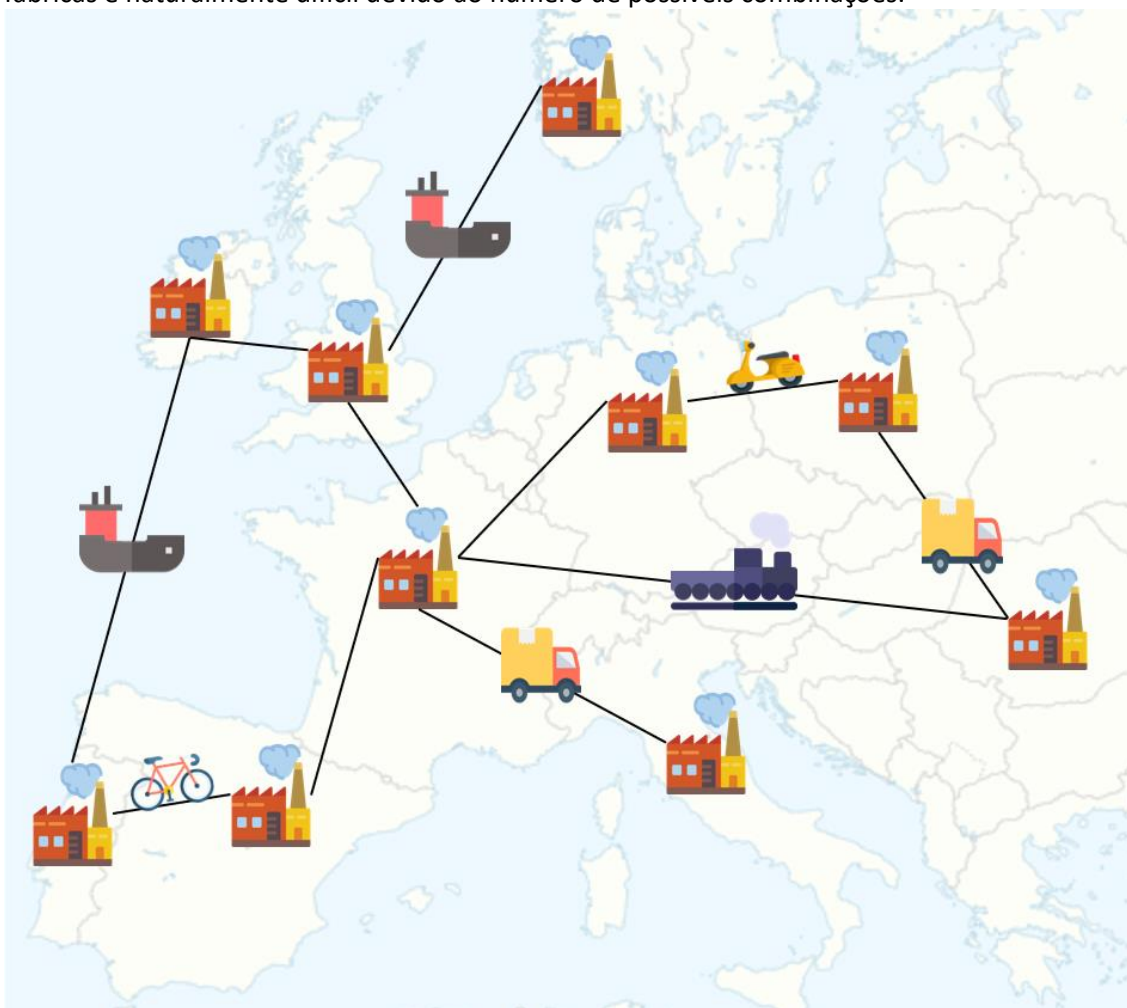 fábricas é naturalmente difícil devido ao número de possíveis combinações.